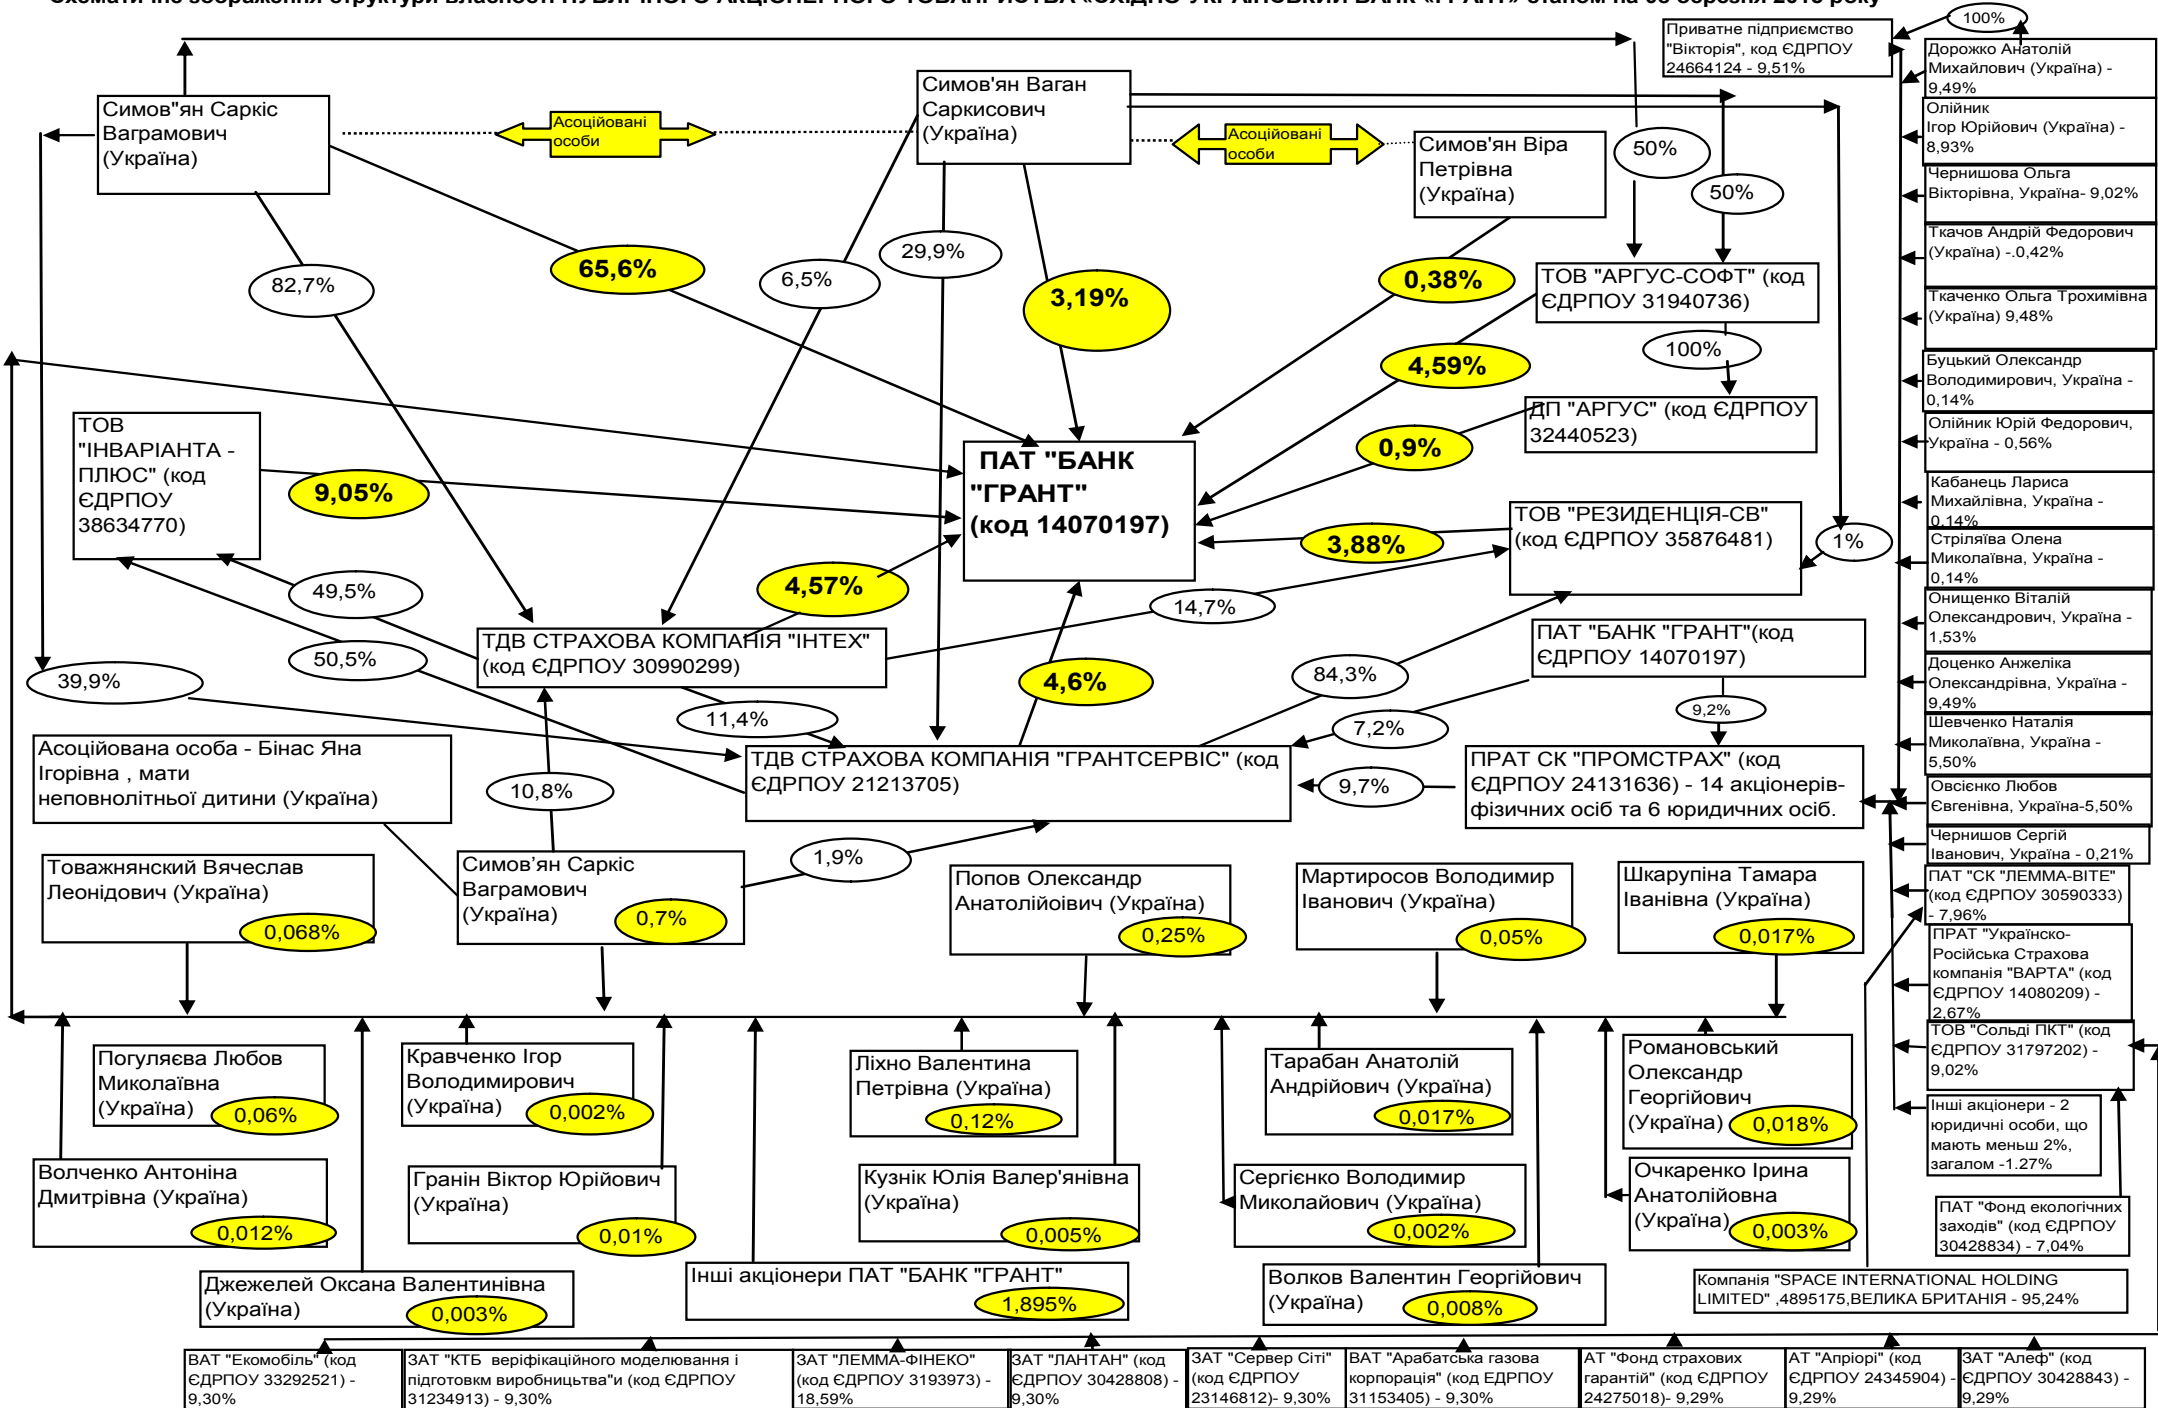 Схематичне зображення структури власності ПУБЛІЧНОГО АКЦІОНЕРНОГО ТОВАРИСТВА «СХІДНО-УКРАЇНСЬКИЙ БАНК «ГРАНТ»
Приватне підприємство
"Вікторія", код ЄДРПОУ
24664124 - 9,51%
100%
Симов"ян Саркіс
Ваграмович
(Україна)
Асоційовані
особи
Симов'ян Ваган
Саркисович
(Україна)
Асоційовані
особи
Симов'ян Віра
Петрівна
(Україна)
50%
50%
Дорожко Анатолій
Михайлович (Україна) -
9,49%
Олійник
Ігор Юрійович (Україна) -
8,93%
Чернишова Ольга
Вікторівна, Україна- 9,02%
Ткачов Андрій Федорович
(Україна) -.0,42%
Ткаченко Ольга Трохимівна
(Україна) 9,48%
Буцький Олександр
Володимирович, Україна -
0,14%
Олійник Юрій Федорович,
Україна - 0,56%
Кабанець Лариса
Михайлівна, Україна -
0,14%
Стріляїва Олена
Миколаївна, Україна -
0,14%
Онищенко Віталій
Олександрович, Україна -
1,53%
Доценко Анжеліка
Олександрівна, Україна -
9,49%
Шевченко Наталія
Миколаївна, Україна -
5,50%
Овсієнко Любов
Євгенівна, Україна-5,50%
Чернишов Сергій
Іванович, Україна - 0,21%
ПАТ "СК "ЛЕММА-ВІТЕ"
(код ЄДРПОУ 30590333)
- 7,96%
ПРАТ "Українско-
Російська Страхова
компанія "ВАРТА" (код
ЄДРПОУ 14080209) -
2,67%
ТОВ "Сольді ПКТ" (код
ЄДРПОУ 31797202) -
9,02%
Інші акціонери - 2
юридичні особи, що
мають меньш 2%,
загалом -1.27%
ПАТ "Фонд екологічних
заходів" (код ЄДРПОУ
30428834) - 7,04%
82,7%
65,6%
6,5%
29,9%
3,19%
0,38%
ТОВ "АРГУС-СОФТ" (код
ЄДРПОУ 31940736)
100%
4,59%
ДП "АРГУС" (код ЄДРПОУ
32440523)
0,9%
ТОВ
"ІНВАРІАНТА -
ПЛЮС" (код
ЄДРПОУ
38634770)
9,05%
ПАТ "БАНК
"ГРАНТ"
(код 14070197)
ТОВ "РЕЗИДЕНЦІЯ-СВ"
(код ЄДРПОУ 35876481)
1%
3,88%
49,5%
4,57%
14,7%
50,5%
ТДВ СТРАХОВА КОМПАНІЯ "ІНТЕХ"
(код ЄДРПОУ 30990299)
ПАТ "БАНК "ГРАНТ"(код
ЄДРПОУ 14070197)
39,9%
4,6%
84,3%
11,4%
7,2%
9,2%
Асоційована особа - Бінас Яна
Ігорівна , мати
неповнолітньої дитини (Україна)
10,8%
ТДВ СТРАХОВА КОМПАНІЯ "ГРАНТСЕРВІС" (код
ЄДРПОУ 21213705)
9,7%
ПРАТ СК "ПРОМСТРАХ" (код
ЄДРПОУ 24131636) - 14 акціонерів-
фізичних осіб та 6 юридичних осіб.
Товажнянский Вячеслав
Леонідович (Україна)
0,068%
Симов’ян Саркіс
Ваграмович
(Україна)
0,7%
1,9%
Попов Олександр
Анатолійоівич (Україна)
0,25%
Мартиросов Володимир
Іванович (Україна)
0,05%
Шкарупіна Тамара
Іванівна (Україна)
0,017%
Погуляєва Любов
Миколаївна
(Україна)
0,06%
Кравченко Ігор
Володимирович
(Україна)
0,002%
Ліхно Валентина
Петрівна (Україна)
0,12%
Тарабан Анатолій
Андрійович (Україна)
0,017%
Романовський
Олександр
Георгійович
(Україна)
0,018%
Волченко Антоніна
Дмитрівна (Україна)
0,012%
Гранін Віктор Юрійович
(Україна)
0,01%
Кузнік Юлія Валер'янівна
(Україна)
0,005%
Сергієнко Володимир
Миколайович (Україна)
0,002%
Очкаренко Ірина
Анатолійовна
(Україна)
0,003%
Джежелей Оксана Валентинівна
(Україна)
0,003%
Інші акціонери ПАТ "БАНК "ГРАНТ"
1,895%
Волков Валентин Георгійович
(Україна)
0,008%
Компанія "SPACE INTERNATIONAL HOLDING
LIMITED" ,4895175,ВЕЛИКА БРИТАНІЯ - 95,24%
ВАТ "Екомобіль" (код
ЄДРПОУ 33292521) -
9,30%
ЗАТ "КТБ веріфікаційного моделювання і
підготовкм виробництва"и (код ЄДРПОУ
31234913) - 9,30%
ЗАТ "ЛЕММА-ФІНЕКО"
(код ЄДРПОУ 3193973) -
18,59%
ЗАТ "ЛАНТАН" (код
ЄДРПОУ 30428808) -
9,30%
ЗАТ "Сервер Сіті"
(код ЄДРПОУ
23146812)- 9,30%
ВАТ "Арабатська газова
корпорація" (код ЕДРПОУ
31153405) - 9,30%
АТ "Фонд страхових
гарантій" (код ЄДРПОУ
24275018)- 9,29%
АТ "Апріорі" (код
ЄДРПОУ 24345904) -
9,29%
ЗАТ "Алеф" (код
ЄДРПОУ 30428843) -
9,29%